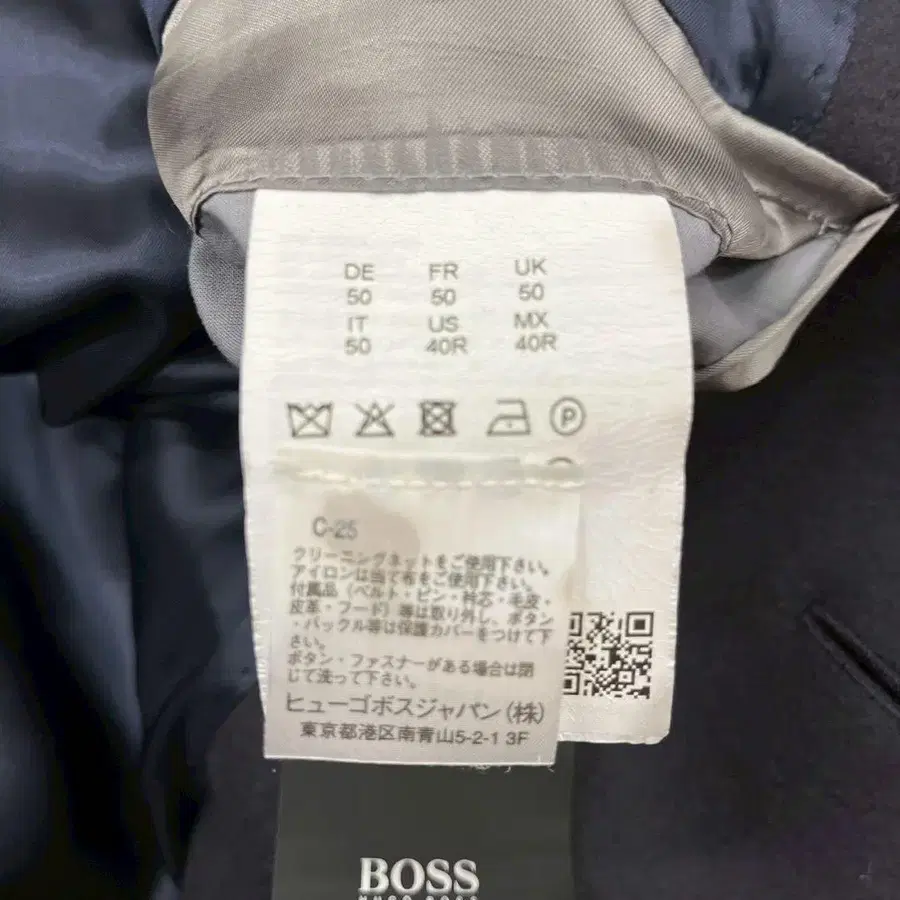 DE FR UK
50 50 50
IT US MX
50 40R 40R
P
C-25
クリーニングネットをご使用下さい。
アイロンは当て布をご使用下さい。
付属品(ベルト・ピン・衿芯・毛皮・
皮革・フード)等は取り外し、ボタン
・バックル等は保護カバーをつけて下
さい。
ボタン・ファスナーがある場合は閉
じて洗って下さい。
ヒューゴボスジャパン(株)
東京都港区南青山5-2-1 3F
BOSS
HUGO BOSS